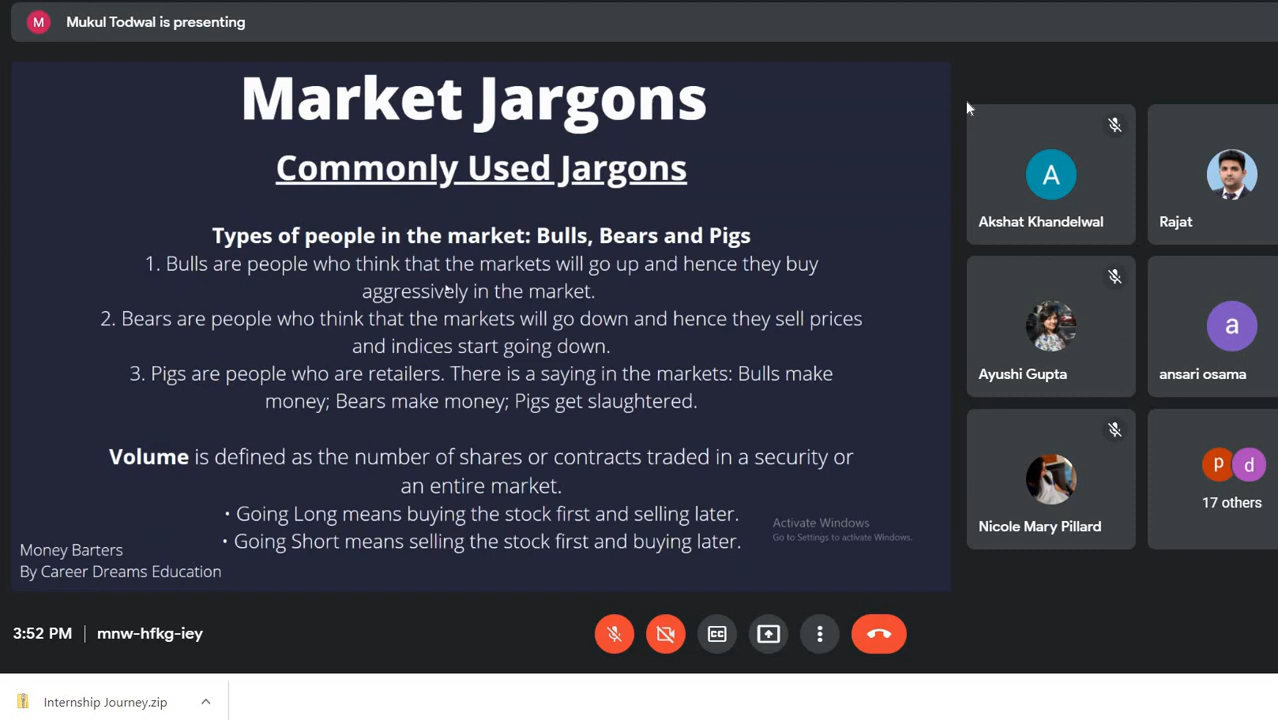 M
Mukul Todwal is presenting
Market Jargons
Commonly Used Jargons
Types of people in the market: Bulls, Bears and Pigs
1. Bulls are people who think that the markets will go up and hence they buy
aggressively in the market.
2. Bears are people who think that the markets will go down and hence they sell prices
and indices start going down.
3. Pigs are people who are retailers. There is a saying in the markets: Bulls make
money; Bears make money; Pigs get slaughtered.
Volume is defined as the number of shares or contracts traded in a security or
an entire market.
• Going Long means buying the stock first and selling later.
• Going Short means selling the stock first and buying later.
Activate Windows
Go to Settings to activate Windows.
Money Barters
By Career Dreams Education
A
Akshat Khandelwal
Rajat
Ayushi Gupta
a
ansari osama
Nicole Mary Pillard
p d
17 others
3:52 PM | mnw-hfkg-iey
CC
Internship Journey.zip